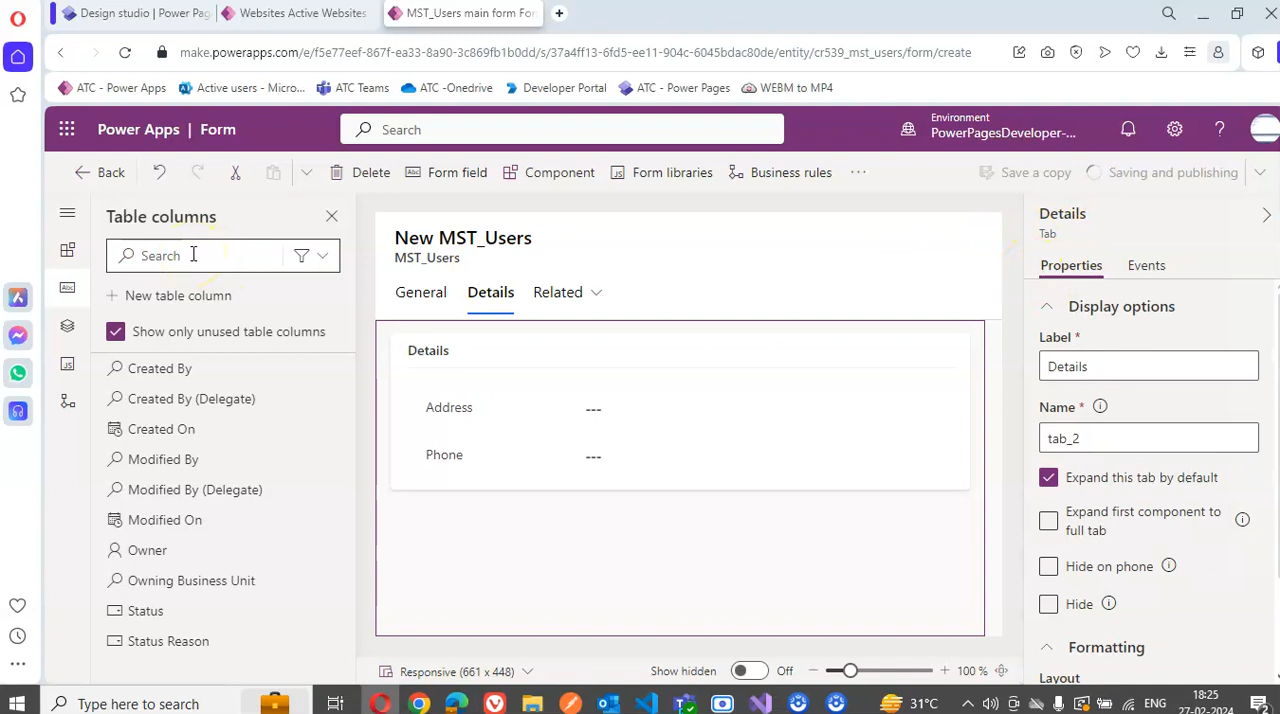 Design studio | Power Pag
Websites Active Websites
MST_Users main form For
make.powerapps.com/e/f5e77eef-867f-ea33-8a90-3c869fb1b0dd/s/37a4ff13-6fd5-ee11-904c-6045bdac80de/entity/cr539_mst_users/form/create
ATC - Power Apps
Active users - Micro...
ATC Teams
ATC -Onedrive
Developer Portal
ATC - Power Pages
WEBM to MP4
Power Apps | Form
Search
Environment
PowerPagesDeveloper-...
Back
Delete
Form field
Component
Form libraries
Business rules
Save a copy
Saving and publishing
Table columns
Search
New table column
Show only unused table columns
Created By
Created By (Delegate)
Created On
Modified By
Modified By (Delegate)
Modified On
Owner
Owning Business Unit
Status
Status Reason
New MST_Users
MST_Users
General
Details
Related
Details
Address ---
Phone ---
Responsive (661 x 448)
Show hidden
Off
100 %
Details
Tab
Properties
Events
Display options
Label *
Details
Name *
tab_2
Expand this tab by default
Expand first component to
full tab
Hide on phone
Hide
Formatting
Layout
Type here to search
31°C
ENG
18:25
27-02-2024